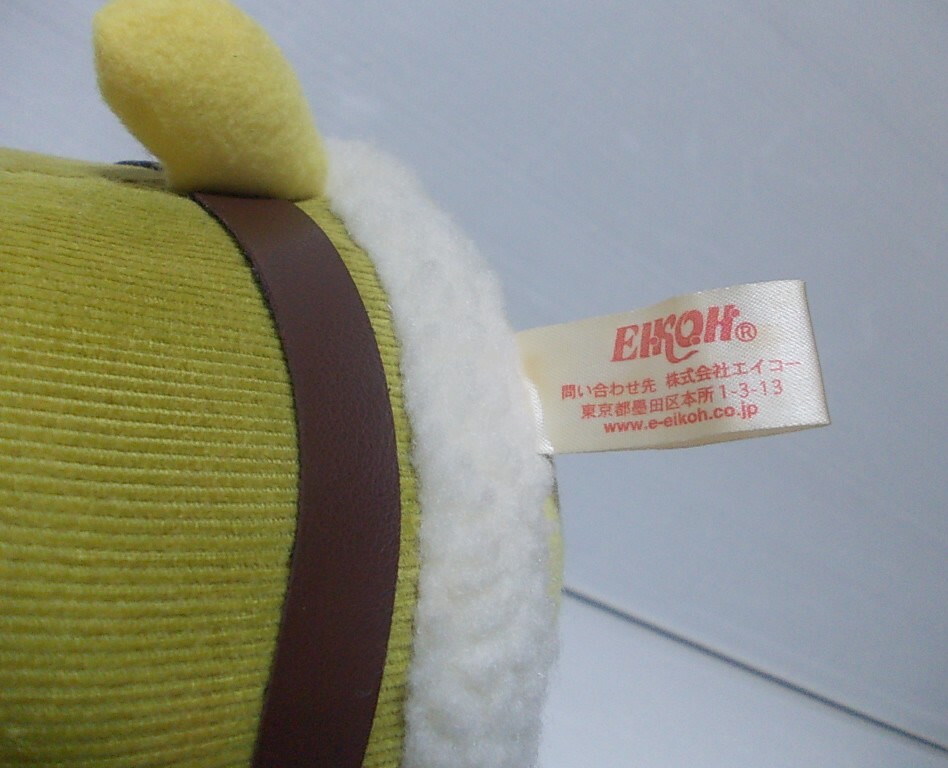 EIKOH®
問い合わせ先 株式会社エイコー
東京都墨田区本所1-3-13
www.e-eikoh.co.jp